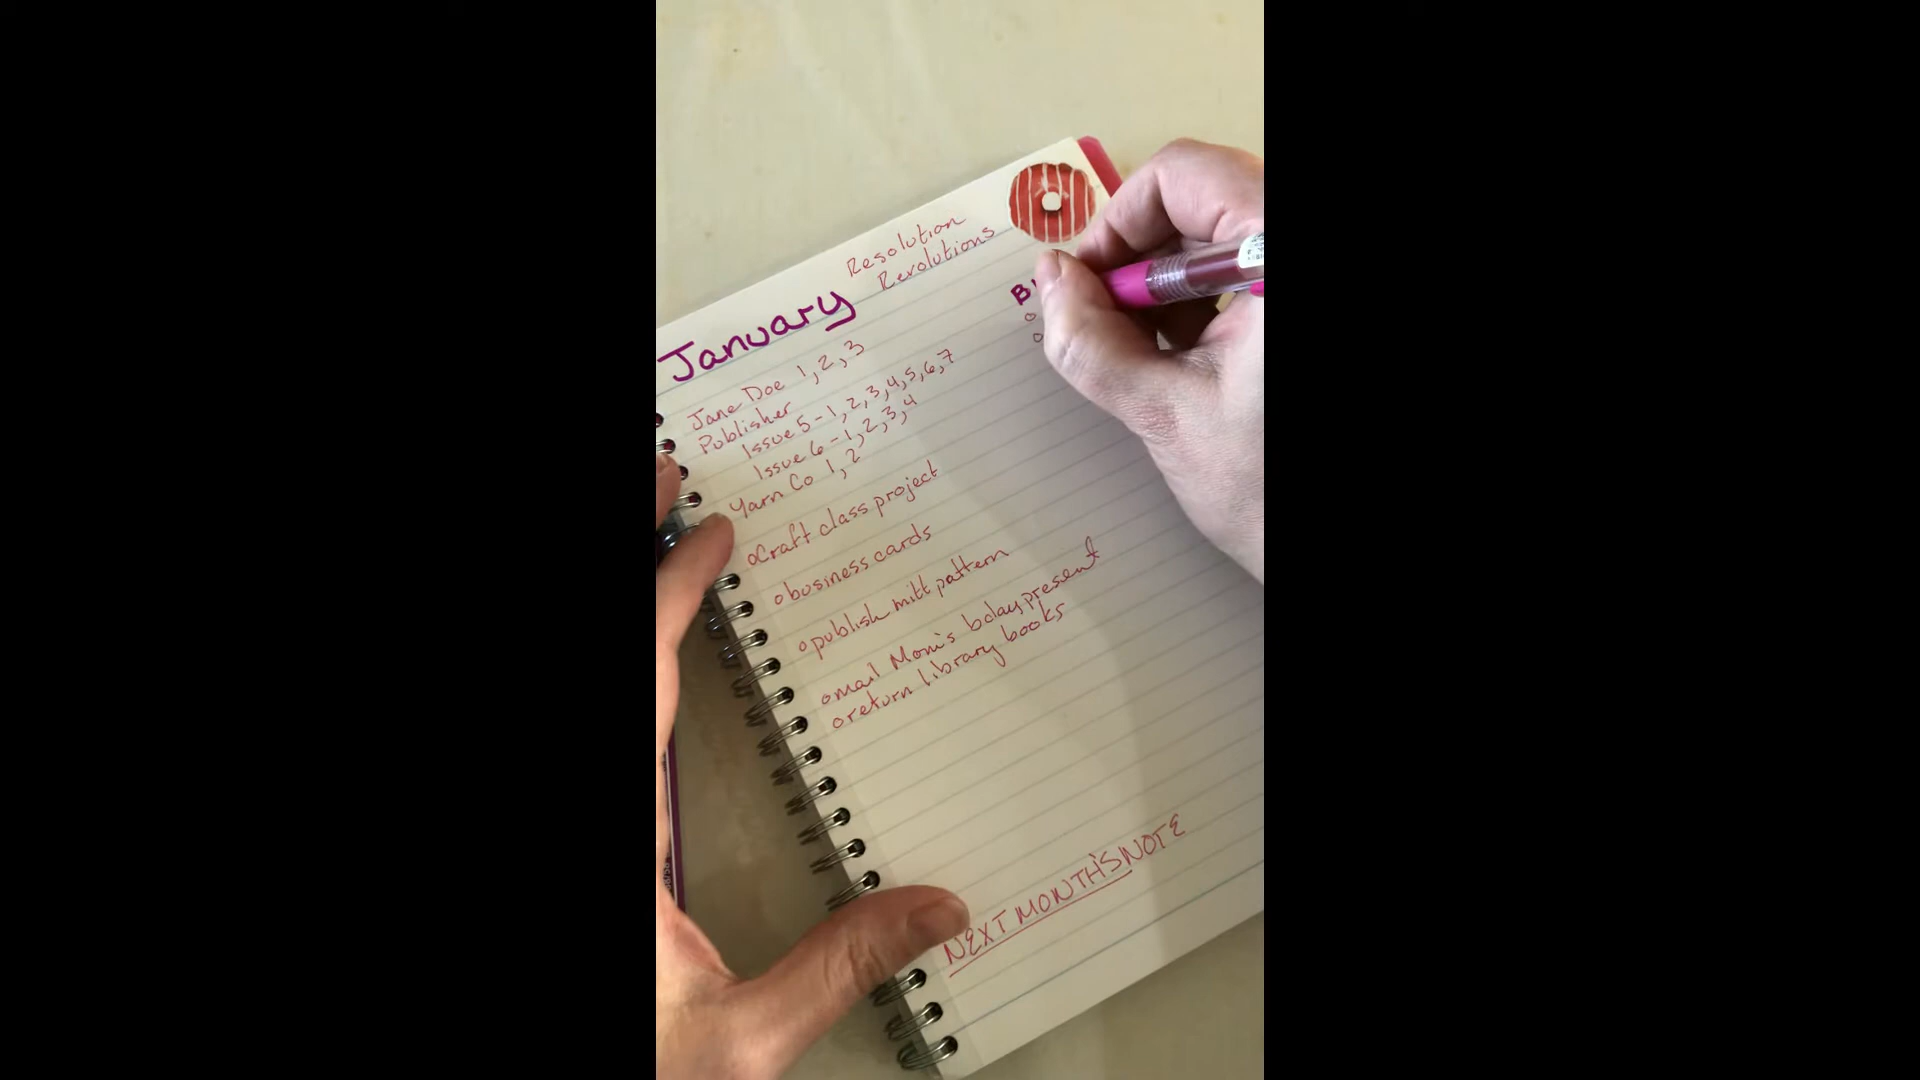 Resolution
Revolutions
January
Jane Doe 1, 2, 3
Publisher
Issue 5 - 1, 2, 3, 4, 5, 6, 7
Issue 6 - 1, 2, 3, 4
Yarn Co 1, 2
o Craft class project
o business cards
o publish mitt pattern
o mail Mom's bday present
o return library books
NEXT MONTH'S NOTE